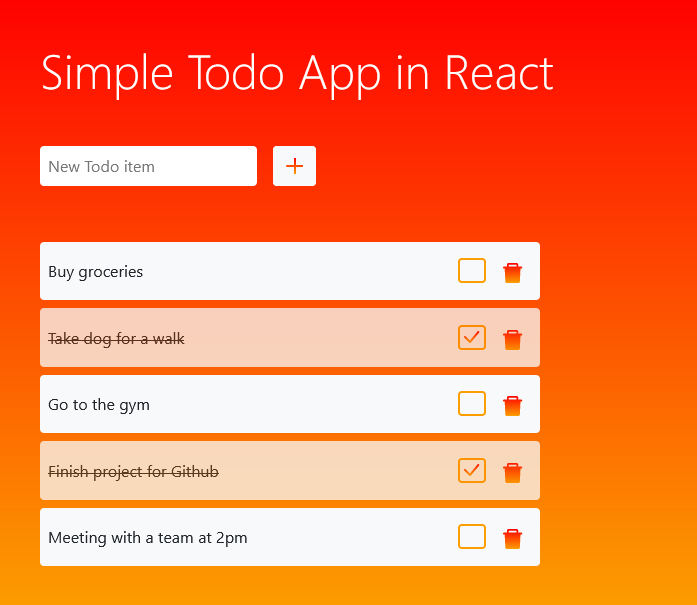 Simple Todo App in React
New Todo item
Buy groceries
Take dog for a walk
Go to the gym
Finish project for Github
Meeting with a team at 2pm